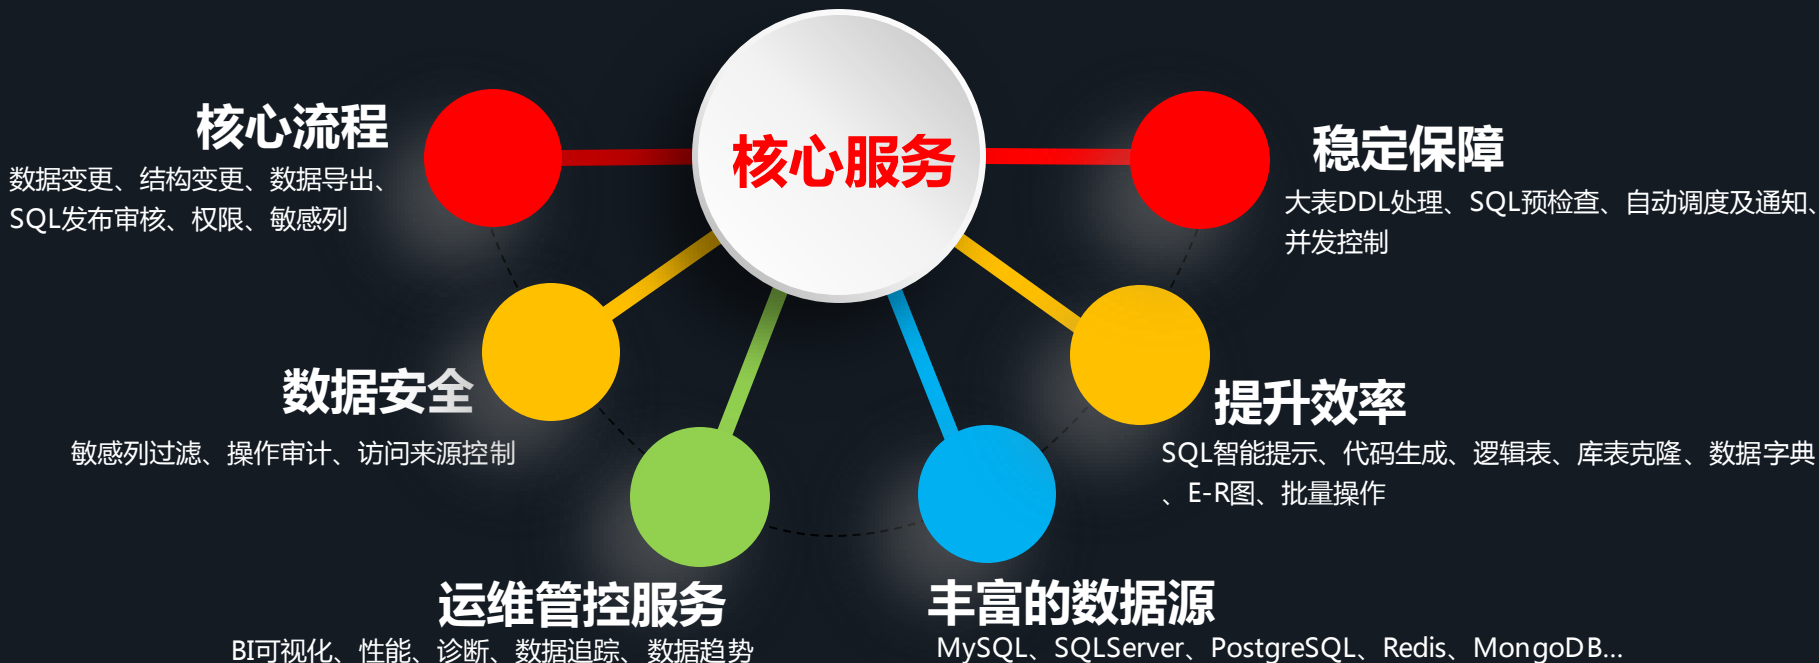 核心服务
核心流程
数据变更、结构变更、数据导出、
SQL发布审核、权限、敏感列
稳定保障
大表DDL处理、SQL预检查、自动调度及通知、
并发控制
数据安全
敏感列过滤、操作审计、访问来源控制
提升效率
SQL智能提示、代码生成、逻辑表、库表克隆、数据字典
、E-R图、批量操作
运维管控服务
BI可视化、性能、诊断、数据追踪、数据趋势
丰富的数据源
MySQL、SQLServer、PostgreSQL、Redis、MongoDB...